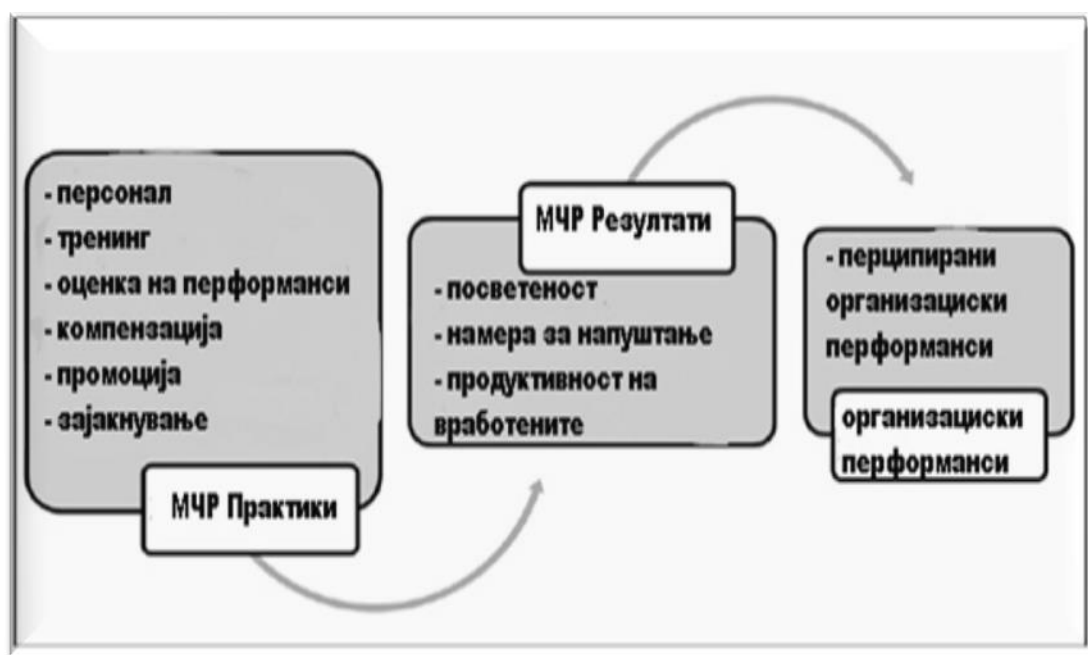 - персонал
- тренинг
- оценка на перформанси
- компензација
- промоција
- зајакнување
МЧР Практики
МЧР Резултати
- посветеност
- намера за напуштање
- продуктивност на
вработените
- перципирани
организациски
перформанси
организациски
перформанси